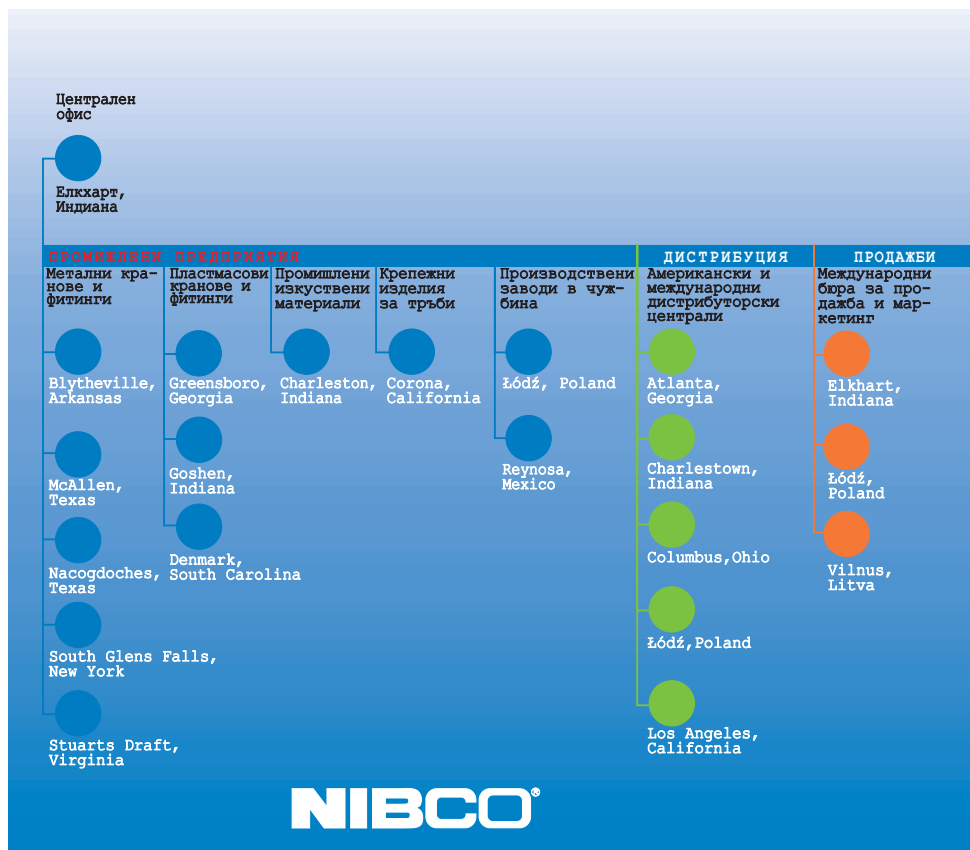 Централен
офис
Елкхарт,
Индиана
ПРОМИШЛЕНИ ПРЕДПРИЯТИЯ
ДИСТРИБУЦИЯ
ПРОДАЖБИ
Метални кра-
нове и
фитинги
Пластмасови
кранове и
фитинги
Промишлени
изкуствени
материали
Крепежни
изделия
за тръби
Производствени
заводи в чуж-
бина
Американски и
международни
дистрибуторски
централи
Международни
бюра за про-
дажба и мар-
кетинг
Blytheville,
Arkansas
McAllen,
Texas
Nacogdoches,
Texas
South Glens Falls,
New York
Stuarts Draft,
Virginia
Greensboro,
Georgia
Goshen,
Indiana
Denmark,
South Carolina
Charleston,
Indiana
Corona,
California
Łódź, Poland
Reynosa,
Mexico
Atlanta,
Georgia
Charlestown,
Indiana
Columbus,Ohio
Łódź,Poland
Los Angeles,
California
Elkhart,
Indiana
Łódź,
Poland
Vilnus,
Litva
NIBCO®